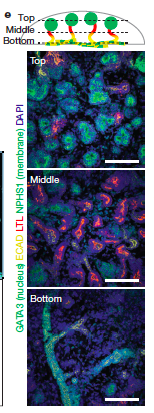 e
Top
Middle
Bottom
GATA3 (nucleus) ECAD LTL NPHS1 (membrane) DAPI
Top
Middle
Bottom